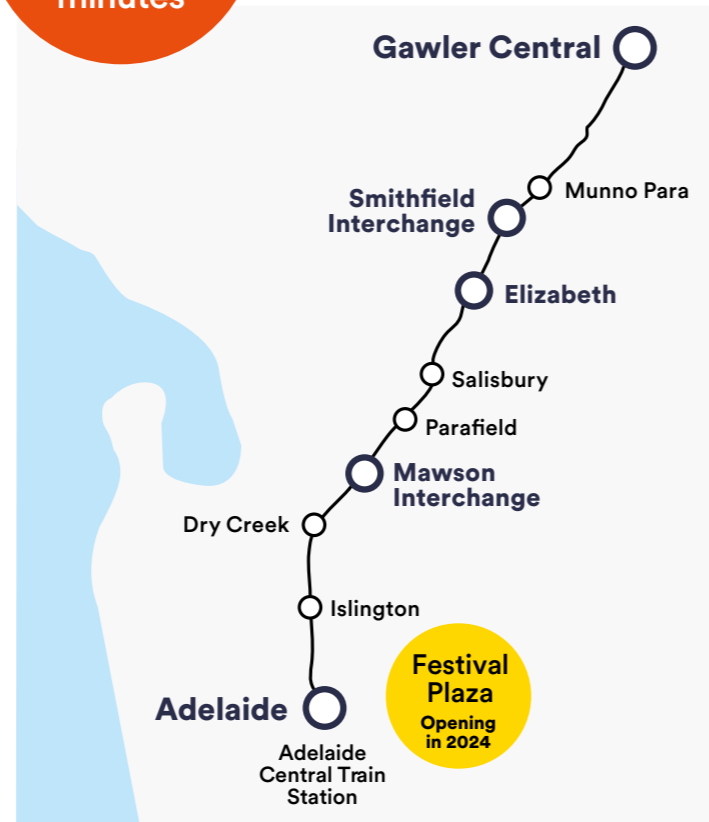 minutes
Gawler Central
Munno Para
Smithfield
Interchange
Elizabeth
Salisbury
Parafield
Mawson
Interchange
Dry Creek
Islington
Festival
Plaza
Opening
in 2024
Adelaide
Adelaide
Central Train
Station